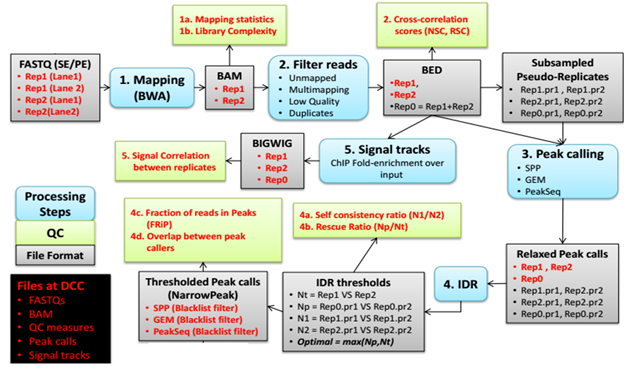 1a. Mapping statistics
1b. Library Complexity
2. Cross-correlation
scores (NSC, RSC)
FASTQ (SE/PE)
• Rep1 (Lane1)
• Rep1 (Lane 2)
• Rep2 (Lane1)
• Rep2(Lane2)
1. Mapping
(BWA)
BAM
• Rep1
• Rep2
2. Filter reads
• Unmapped
• Multimapping
• Low Quality
• Duplicates
BED
•Rep1,
•Rep2
•Rep0 = Rep1+Rep2
Subsampled
Pseudo-Replicates
• Rep1.pr1 , Rep1.pr2
• Rep2.pr1, Rep2.pr2
• Rep0.pr1, Rep0.pr2
5. Signal Correlation
between replicates
BIGWIG
• Rep1
• Rep2
• Rep0
5. Signal tracks
ChIP Fold-enrichment over
input
3. Peak calling
• SPP
• GEM
• PeakSeq
Processing
Steps
QC
File Format
4c. Fraction of reads in Peaks
(FRiP)
4d. Overlap between peak
callers
4a. Self consistency ratio (N1/N2)
4b. Rescue Ratio (Np/Nt)
Files at DCC
• FASTQs
• BAM
• QC measures
• Peak calls
• Signal tracks
Thresholded Peak calls
(NarrowPeak)
• SPP (Blacklist filter)
• GEM (Blacklist filter)
• PeakSeq (Blacklist filter)
IDR thresholds
• Nt = Rep1 VS Rep2
• Np = Rep0.pr1 VS Rep0.pr2
• N1 = Rep1.pr1 VS Rep1.pr2
• N2 = Rep2.pr1 VS Rep2.pr2
• Optimal = max(Np,Nt)
4. IDR
Relaxed Peak calls
• Rep1 , Rep2
• Rep0
• Rep1.pr1, Rep1.pr2
• Rep2.pr1, Rep2.pr2
• Rep0.pr1, Rep0.pr2